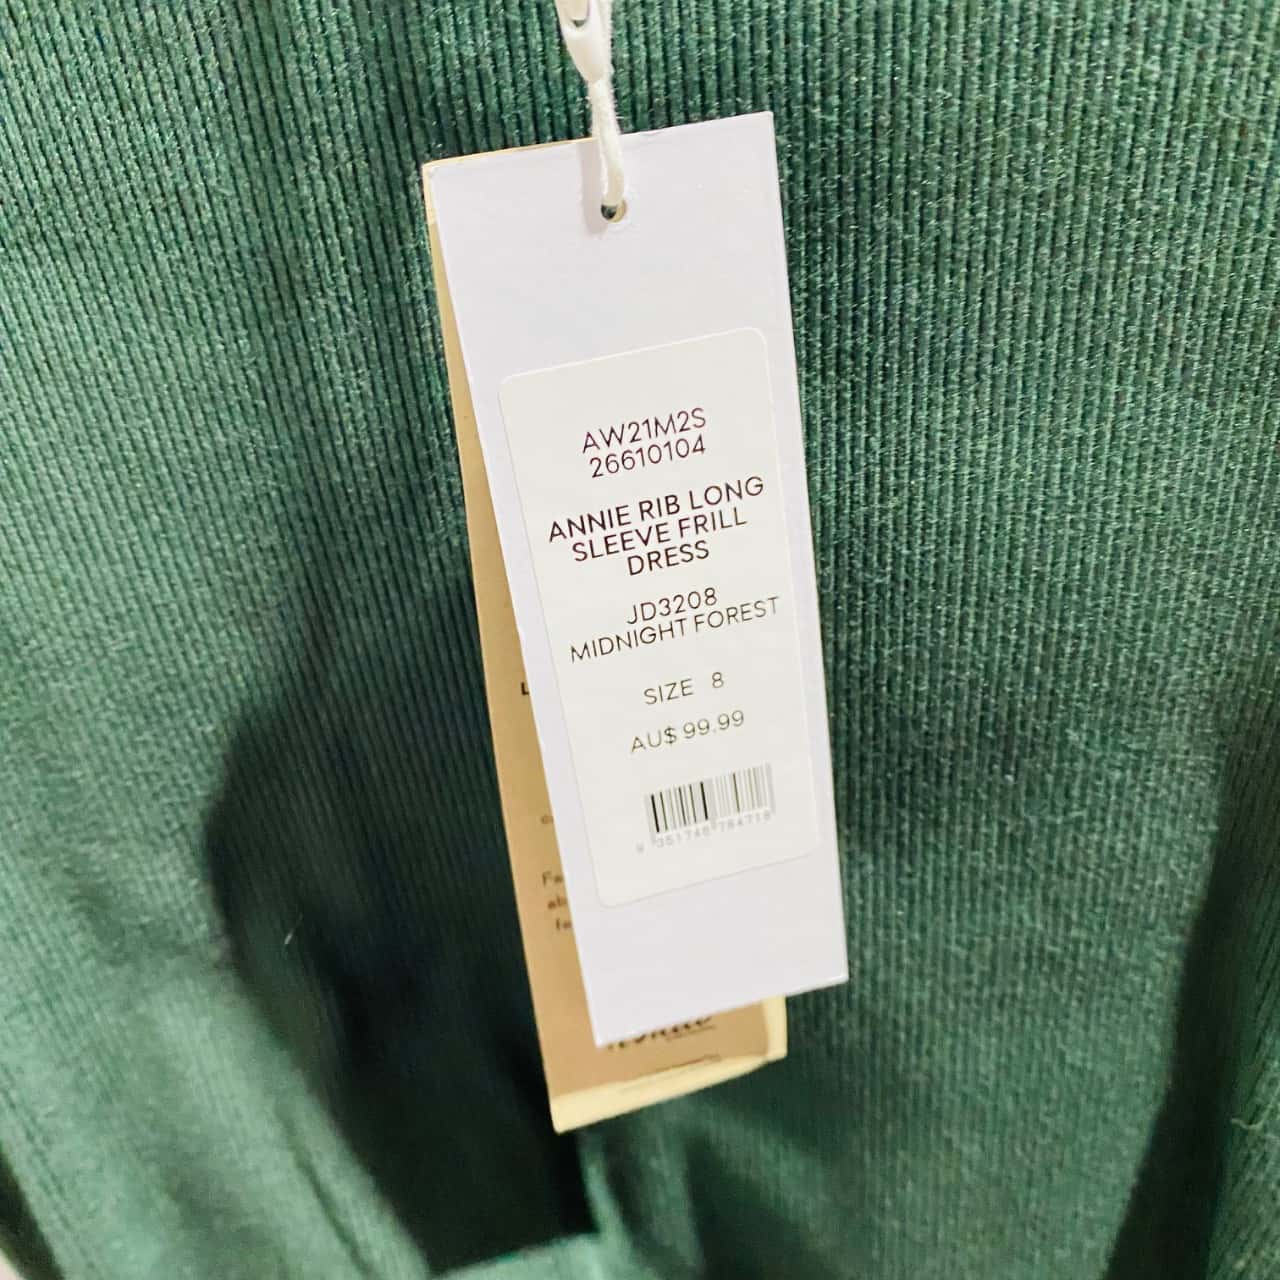 AW21M2S
26610104
ANNIE RIB LONG
SLEEVE FRILL
DRESS
JD3208
MIDNIGHT FOREST
SIZE 8
AU$ 99.99